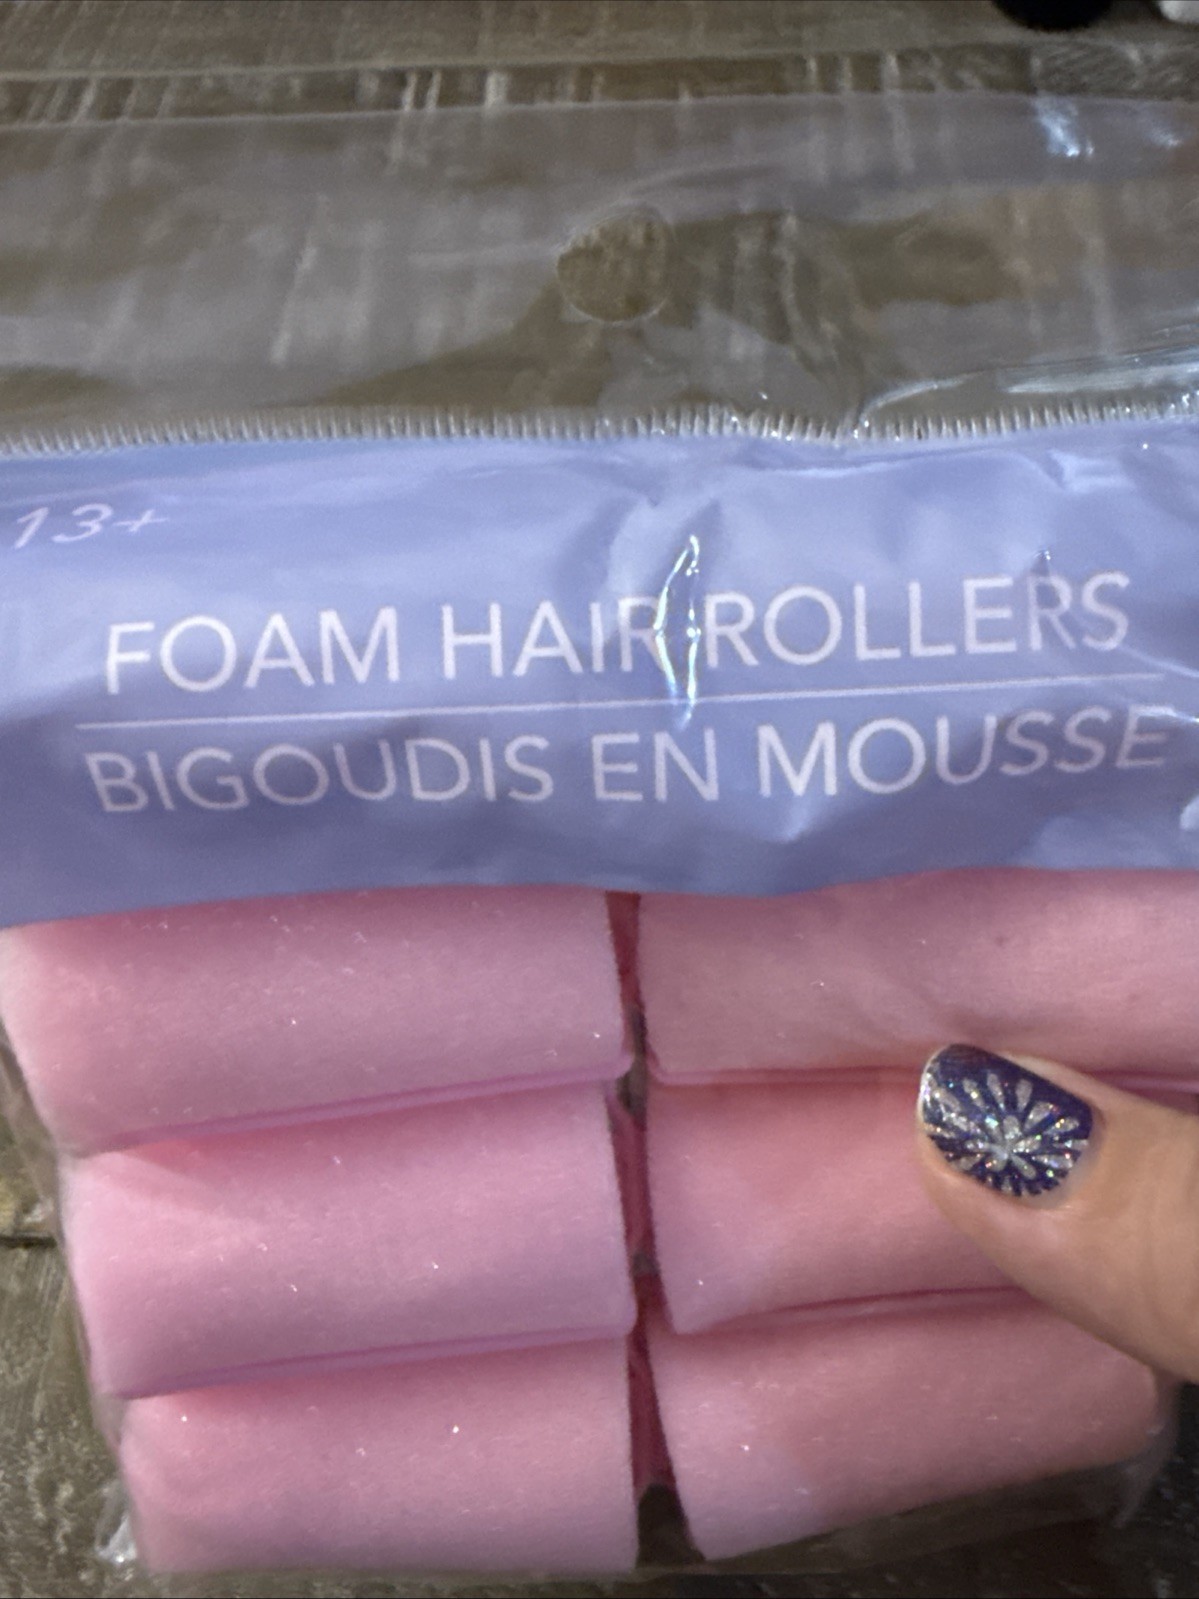 13+
FOAM HAIR ROLLERS
BIGOUDIS EN MOUSSE